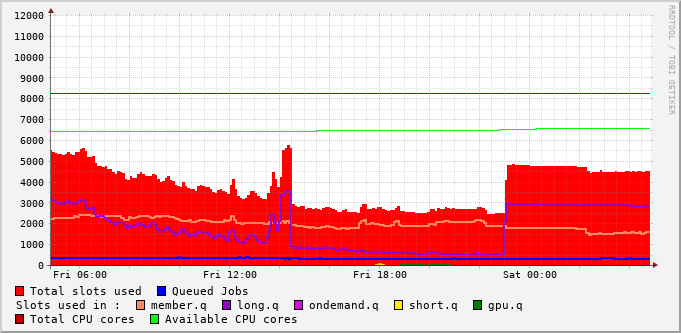 12000
11000
10000
9000
8000
7000
6000
5000
4000
3000
2000
1000
0
Fri 06:00 Fri 12:00 Fri 18:00 Sat 00:00
RRDTOOL / TOBI OETIKER
Total slots used Queued Jobs
Slots used in : member.q long.q ondemand.q short.q gpu.q
Total CPU cores Available CPU cores